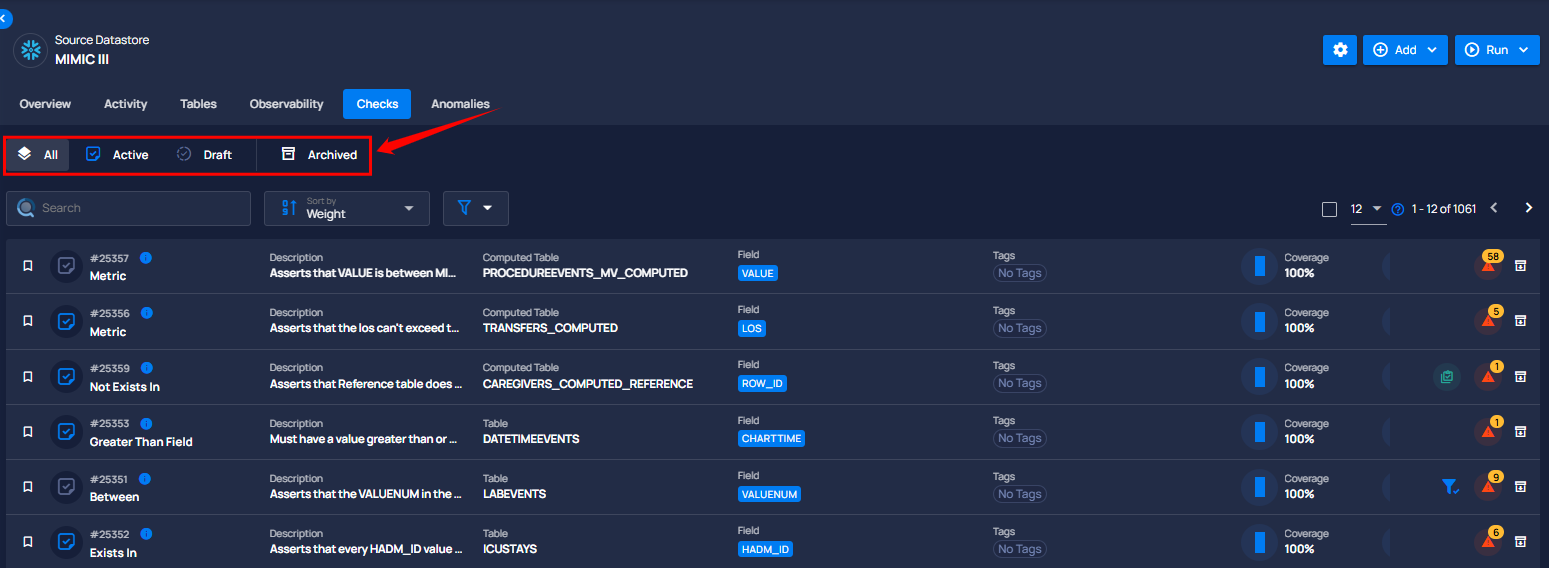 Source Datastore
MIMIC III
Add
Run
Overview Activity Tables Observability Checks Anomalies
All Active Draft Archived
Search
Sort by
Weight
12 1 - 12 of 1061
#25357 Description Computed Table Field Tags Coverage 58
Metric Asserts that VALUE is between MI... PROCEDUREEVENTS_MV_COMPUTED VALUE No Tags 100%
#25356 Description Computed Table Field Tags Coverage 5
Metric Asserts that the los can't exceed t... TRANSFERS_COMPUTED LOS No Tags 100%
#25359 Description Computed Table Field Tags Coverage 1
Not Exists In Asserts that Reference table does ... CAREGIVERS_COMPUTED_REFERENCE ROW_ID No Tags 100%
#25353 Description Table Field Tags Coverage 1
Greater Than Field Must have a value greater than or ... DATETIMEEVENTS CHARTTIME No Tags 100%
#25351 Description Table Field Tags Coverage 9
Between Asserts that the VALUENUM in the ... LABEVENTS VALUENUM No Tags 100%
#25352 Description Table Field Tags Coverage 6
Exists In Asserts that every HADM_ID value ... ICUSTAYS HADM_ID No Tags 100%